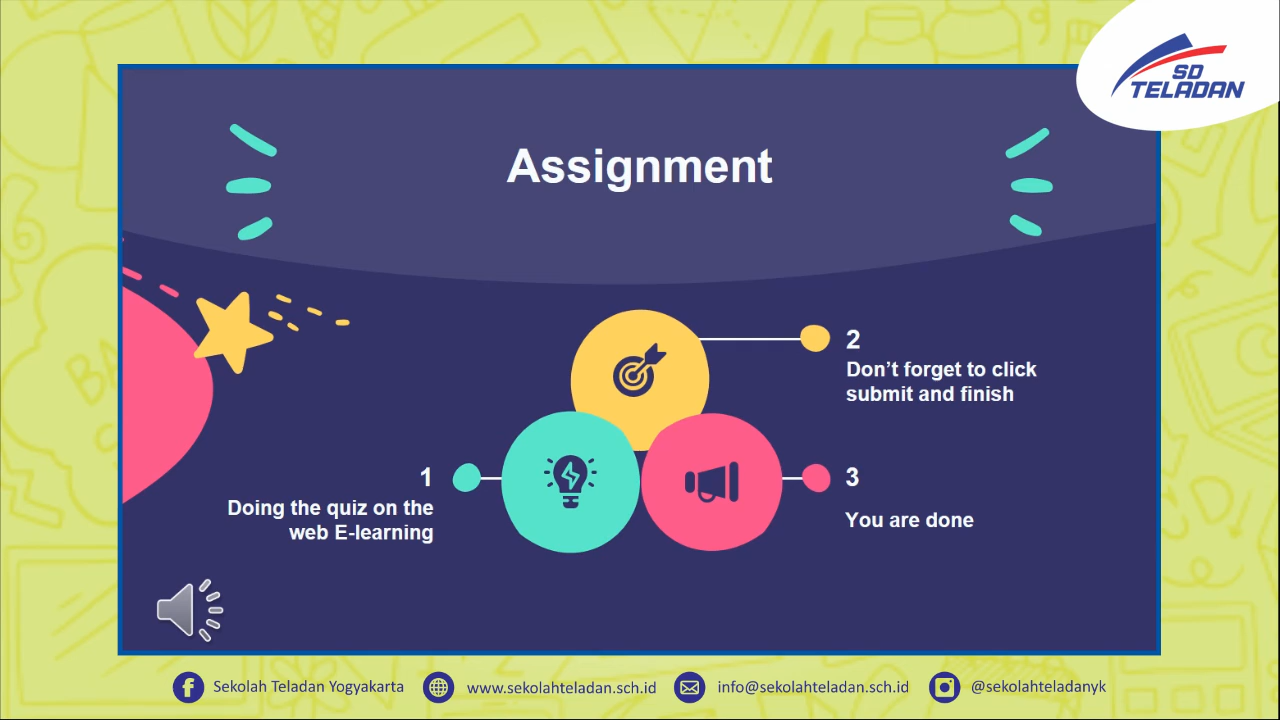 SD
TELADAN
Assignment
1
Doing the quiz on the
web E-learning
2
Don’t forget to click
submit and finish
3
You are done
Sekolah Teladan Yogyakarta
www.sekolahteladan.sch.id
info@sekolahteladan.sch.id
@sekolahteladanyk